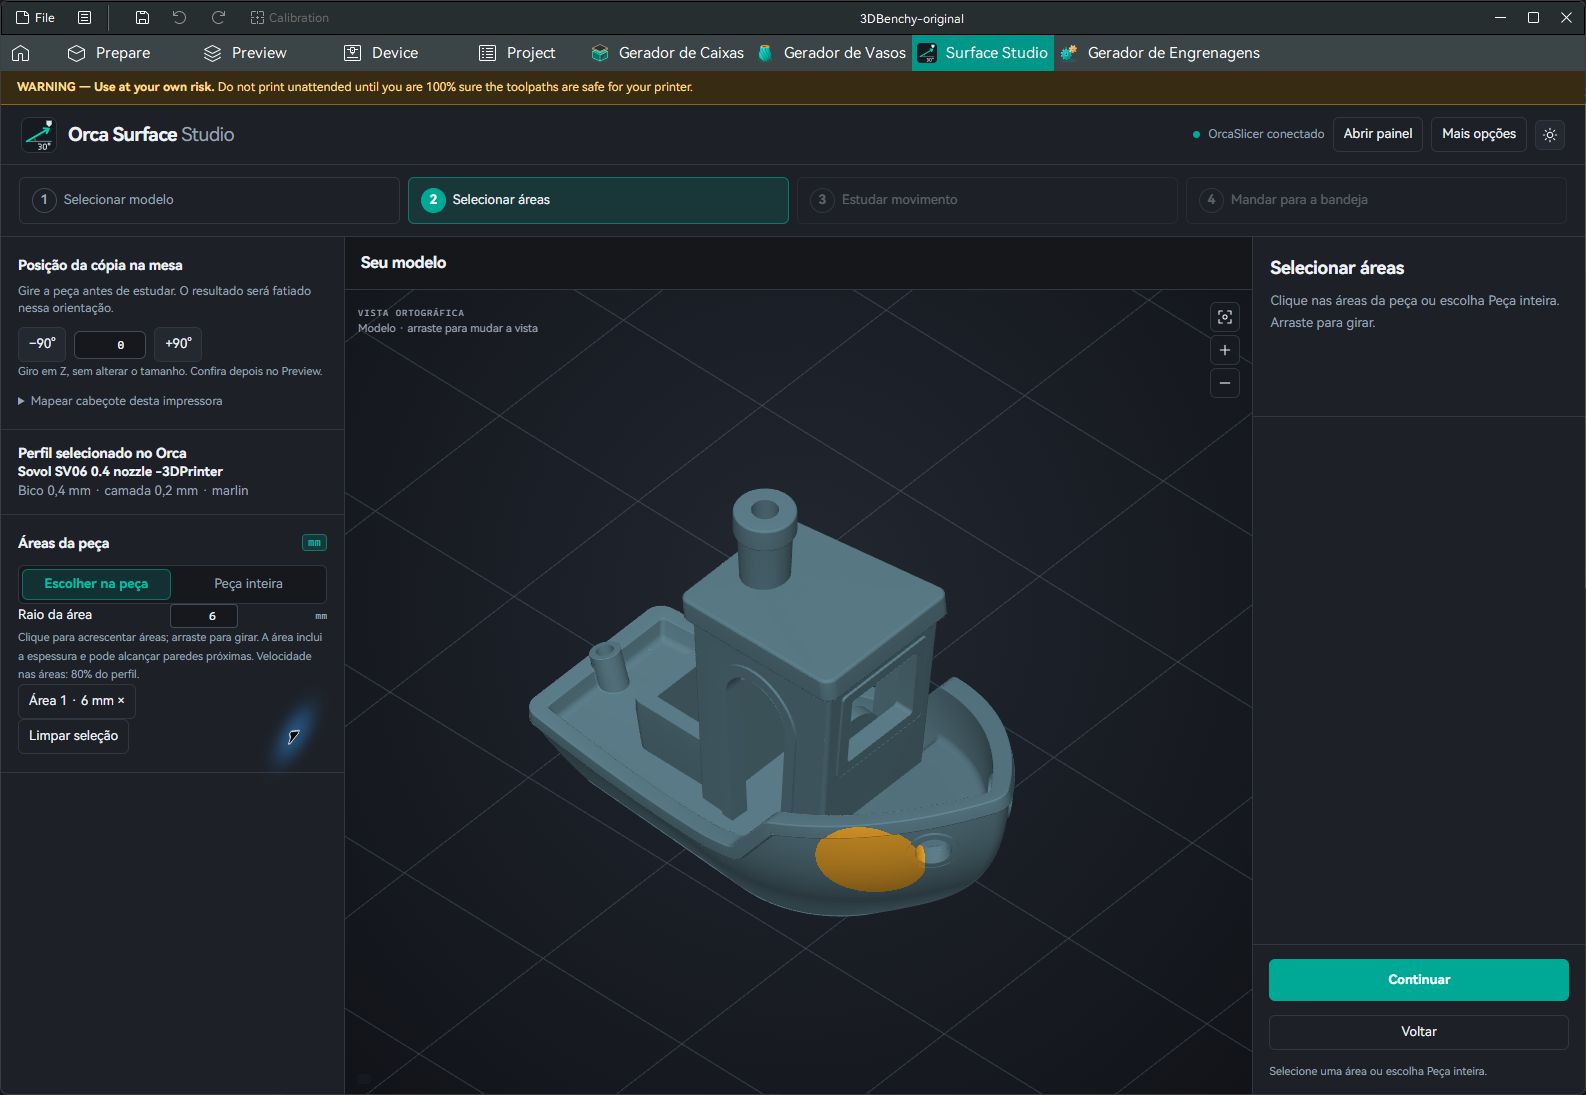 File
Calibration
3DBenchy-original
Prepare
Preview
Device
Project
Gerador de Caixas
Gerador de Vasos
Surface Studio
Gerador de Engrenagens
WARNING — Use at your own risk. Do not print unattended until you are 100% sure the toolpaths are safe for your printer.
30°
Orca Surface Studio
OrcaSlicer conectado
Abrir painel
Mais opções
1 Selecionar modelo
2 Selecionar áreas
3 Estudar movimento
4 Mandar para a bandeja
Posição da cópia na mesa
Gire a peça antes de estudar. O resultado será fatiado
nessa orientação.
−90° 0 +90°
Giro em Z, sem alterar o tamanho. Confira depois no Preview.
Mapear cabeçote desta impressora
Perfil selecionado no Orca
Sovol SV06 0.4 nozzle -3DPrinter
Bico 0,4 mm · camada 0,2 mm · marlin
Áreas da peça mm
Escolher na peça Peça inteira
Raio da área 6 mm
Clique para acrescentar áreas; arraste para girar. A área inclui
a espessura e pode alcançar paredes próximas. Velocidade
nas áreas: 80% do perfil.
Área 1 · 6 mm ×
Limpar seleção
Seu modelo
VISTA ORTOGRÁFICA
Modelo · arraste para mudar a vista
+
−
Selecionar áreas
Clique nas áreas da peça ou escolha Peça inteira.
Arraste para girar.
Continuar
Voltar
Selecione uma área ou escolha Peça inteira.